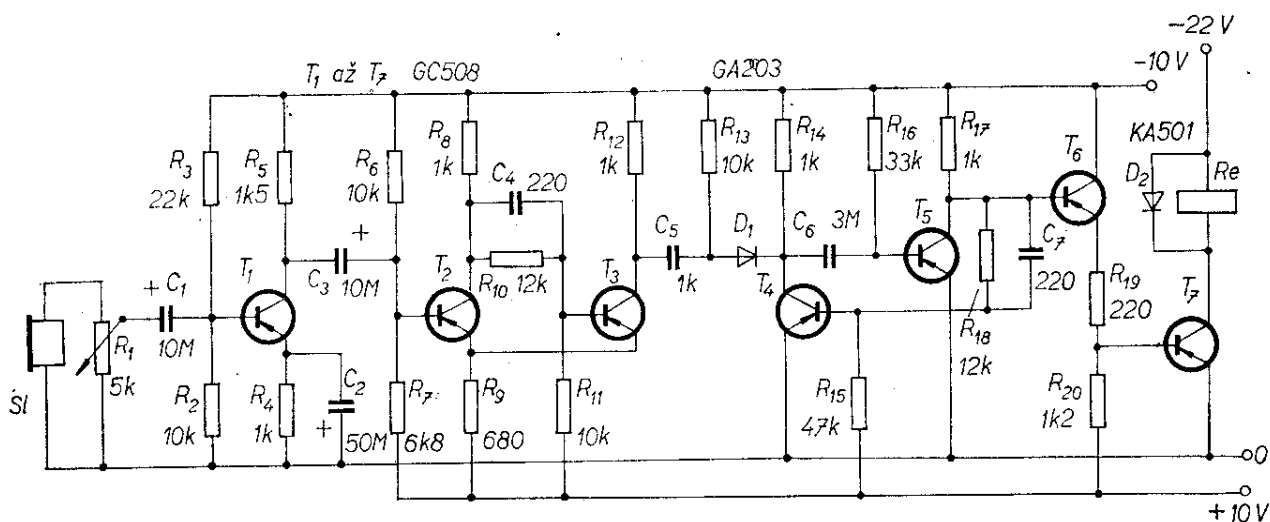 −22 V
T₁ až T₇ GC508
GA203
−10 V
R₃
22k
R₅
1k5
R₆
10k
R₈
1k
C₄
220
R₁₂
1k
R₁₃
10k
R₁₄
1k
R₁₆
33k
R₁₇
1k
T₆
KA501
D₂
Re
+ C₁
10M
T₁
C₃
+
10M
T₂
R₁₀
12k
T₃
C₅
1k
D₁
C₆
3M
T₄
T₅
C₇
220
R₁₈
12k
R₁₉
220
T₇
Sl
R₁
5k
R₂
10k
R₄
1k
C₂
+
50M
R₇
6k8
R₉
680
R₁₁
10k
R₁₅
47k
R₂₀
1k2
0
+10V